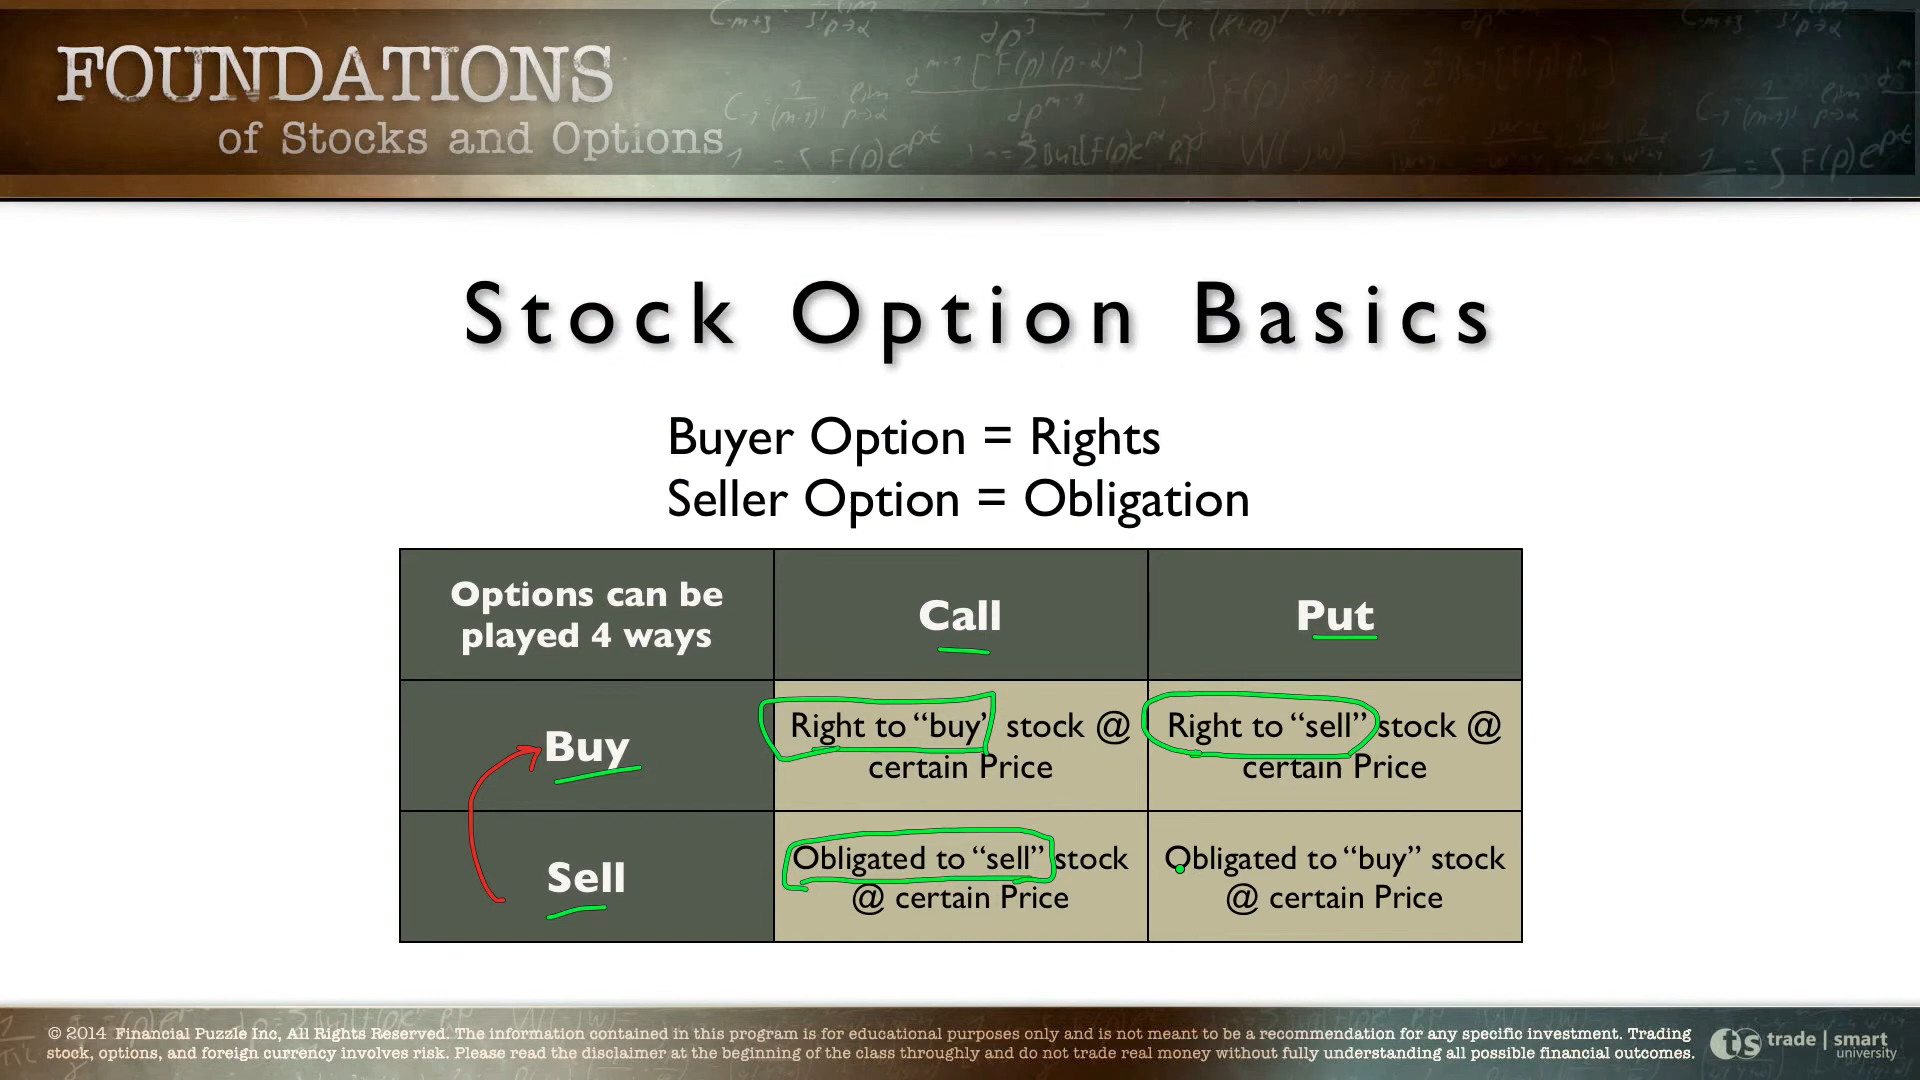 FOUNDATIONS
of Stocks and Options
Stock Option Basics
Buyer Option = Rights
Seller Option = Obligation
Options can be
played 4 ways
Call
Put
Buy
Right to “buy” stock @
certain Price
Right to “sell” stock @
certain Price
Sell
Obligated to “sell” stock
@ certain Price
Obligated to “buy” stock
@ certain Price
© 2014 Financial Puzzle Inc, All Rights Reserved. The information contained in this program is for educational purposes only and is not meant to be a recommendation for any specific investment. Trading
stock, options, and foreign currency involves risk. Please read the disclaimer at the beginning of the class throughly and do not trade real money without fully understanding all possible financial outcomes.
ts trade | smart
university